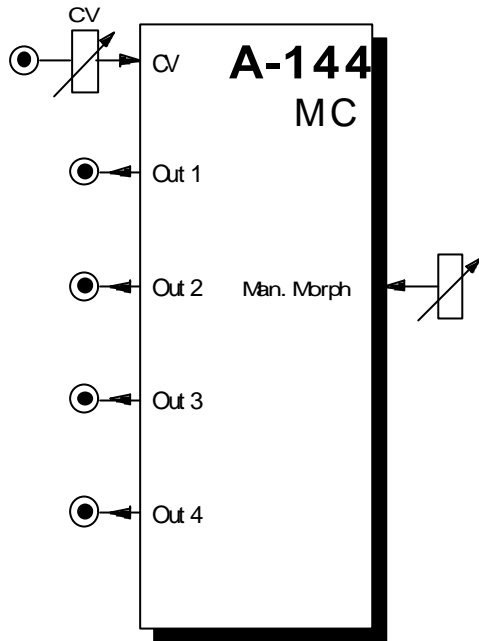 CV
CV
A-144
MC
Out 1
Out 2
Man. Morph
Out 3
Out 4